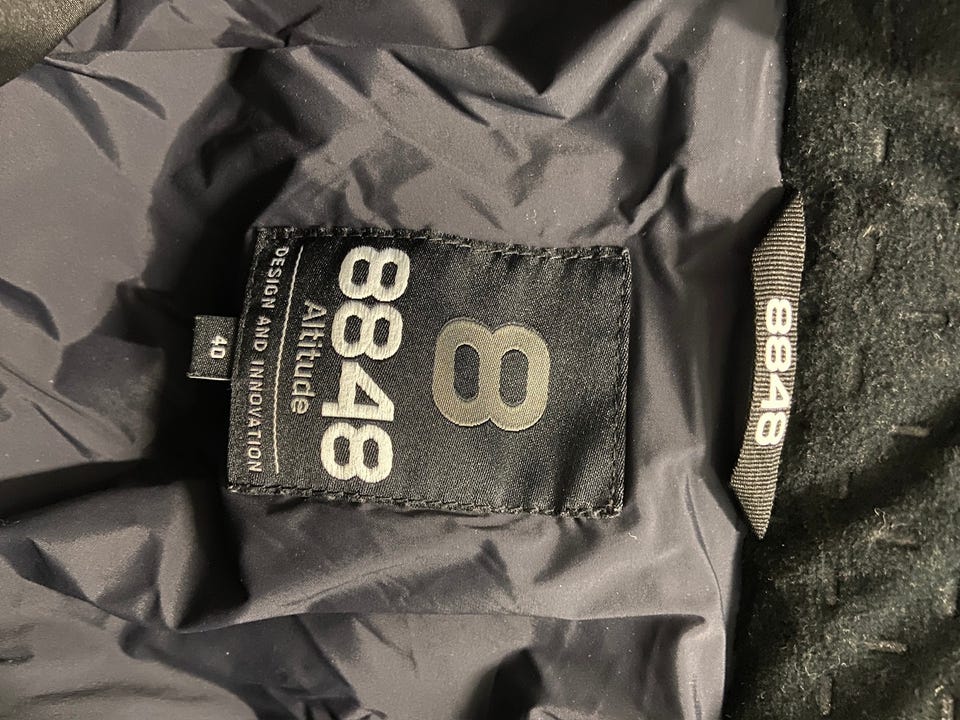 8848
8
8848
Altitude
DESIGN AND INNOVATION
40